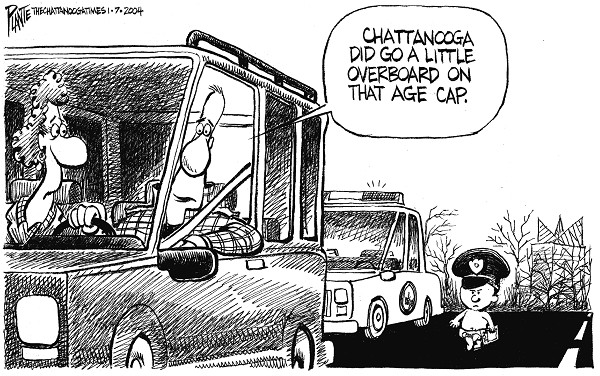 PLANTE THECHATTANOOGATIMES 1·7·2004
CHATTANOOGA
DID GO A LITTLE
OVERBOARD ON
THAT AGE CAP.